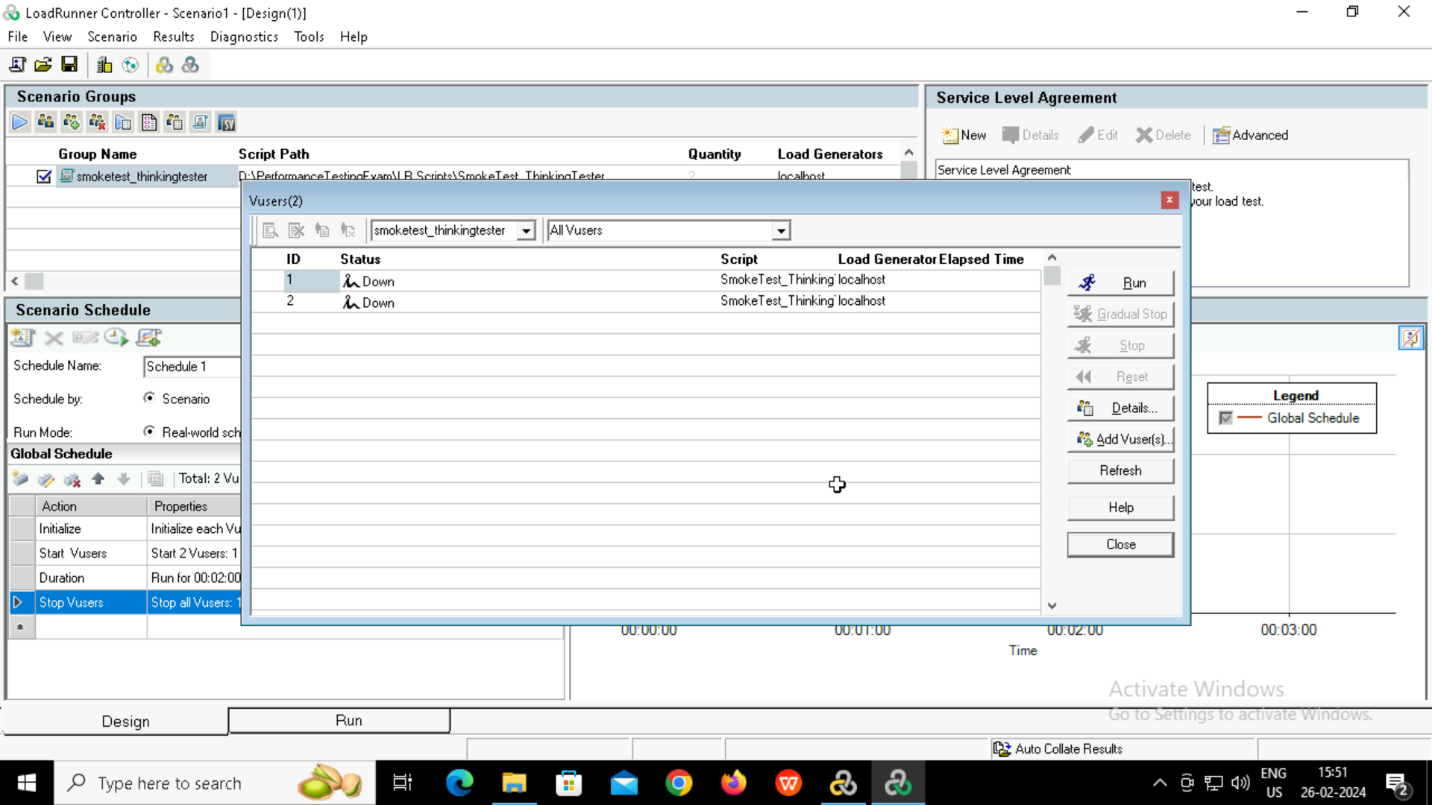 LoadRunner Controller - Scenario1 - [Design(1)]
File View Scenario Results Diagnostics Tools Help
Scenario Groups
Group Name Script Path Quantity Load Generators
smoketest_thinkingtester D:\PerformanceTestingExam\LR Scripts\SmokeTest_ThinkingTester 2 localhost
Service Level Agreement
New Details Edit Delete Advanced
Service Level Agreement
test.
your load test.
Vusers(2)
smoketest_thinkingtester All Vusers
ID Status Script Load Generator Elapsed Time
1 Down SmokeTest_Thinking localhost
2 Down SmokeTest_Thinking localhost
Run
Gradual Stop
Stop
Reset
Details...
Add Vuser(s)...
Refresh
Help
Close
Scenario Schedule
Schedule Name: Schedule 1
Schedule by: Scenario
Run Mode: Real-world sch
Global Schedule
Total: 2 Vu
Action Properties
Initialize Initialize each Vu
Start Vusers Start 2 Vusers: 1
Duration Run for 00:02:00
Stop Vusers Stop all Vusers: 1
*
Legend
Global Schedule
00:00:00 00:01:00 00:02:00 00:03:00
Time
Activate Windows
Go to Settings to activate Windows.
Design Run
Auto Collate Results
Type here to search
ENG
US
15:51
26-02-2024
2